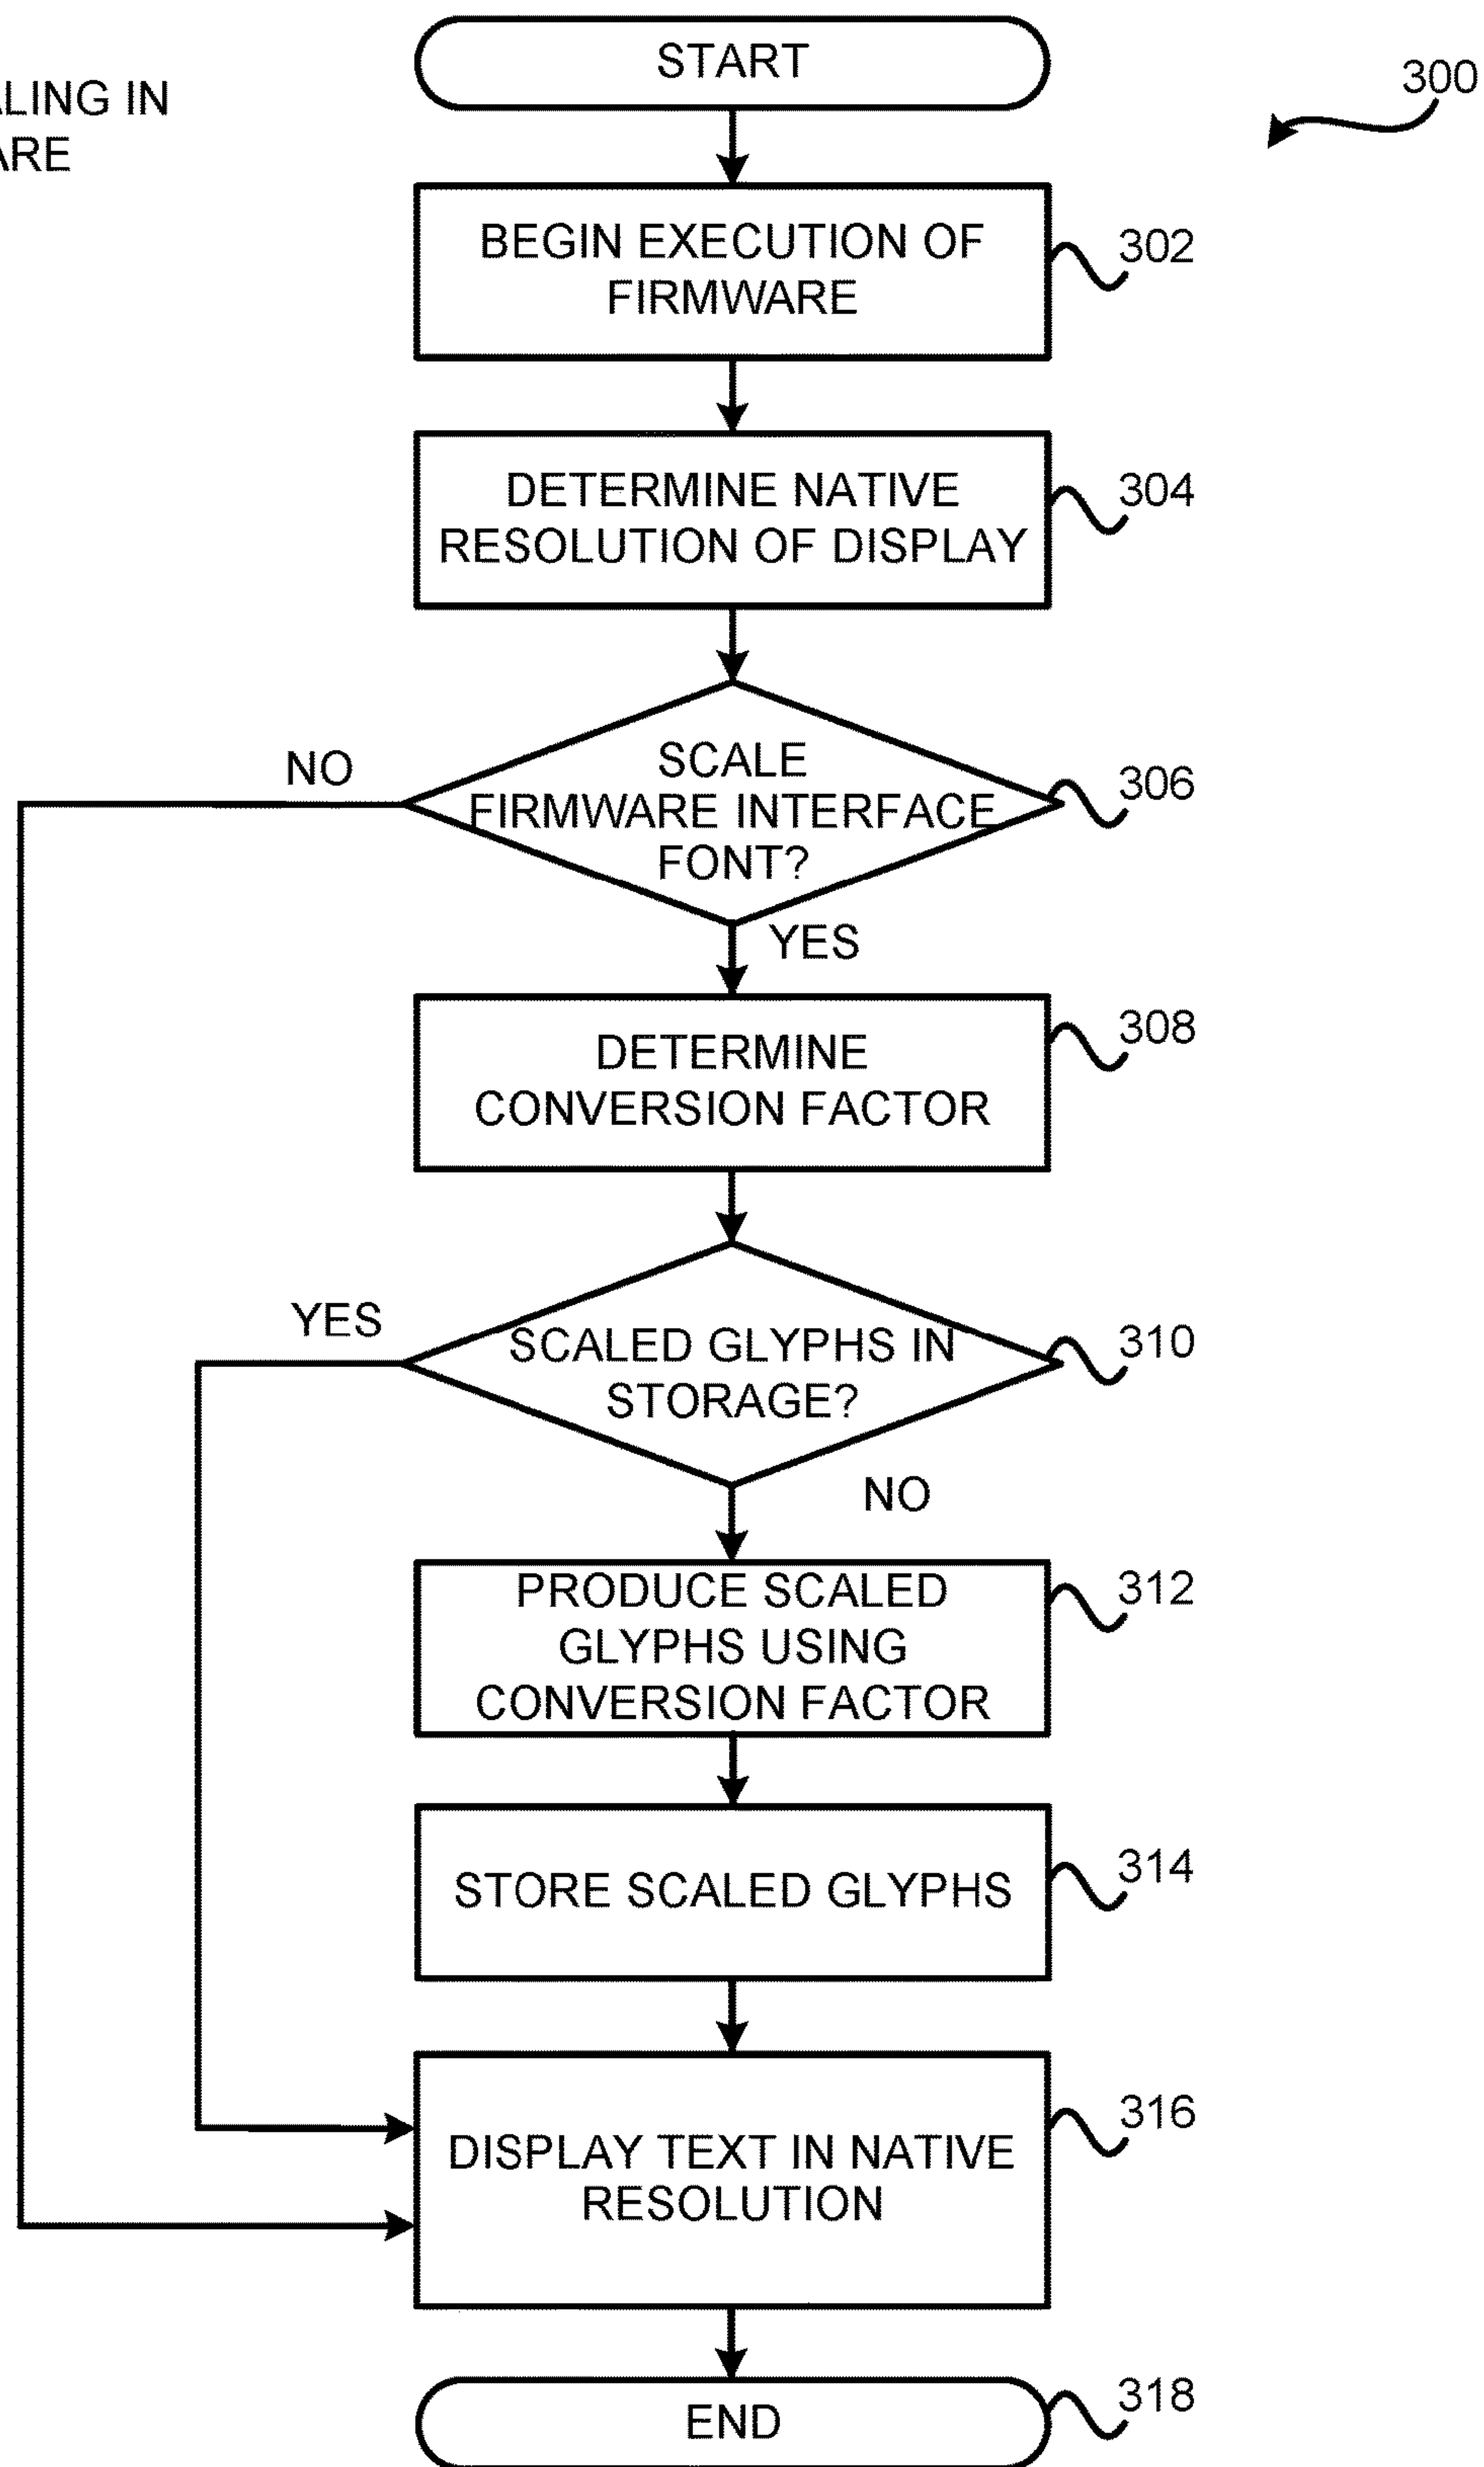 START
300
LING IN
ARE
BEGIN EXECUTION OF
FIRMWARE
302
DETERMINE NATIVE
RESOLUTION OF DISPLAY
304
SCALE
FIRMWARE INTERFACE
FONT?
306
NO
YES
DETERMINE
CONVERSION FACTOR
308
SCALED GLYPHS IN
STORAGE?
310
YES
NO
PRODUCE SCALED
GLYPHS USING
CONVERSION FACTOR
312
STORE SCALED GLYPHS
314
DISPLAY TEXT IN NATIVE
RESOLUTION
316
END
318